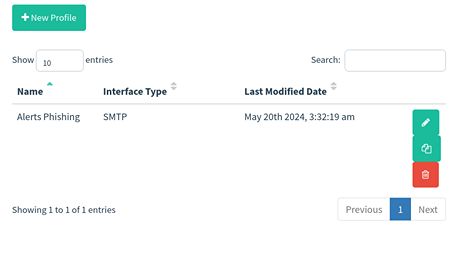 + New Profile
Show 10 entries Search:
Name Interface Type Last Modified Date
Alerts Phishing SMTP May 20th 2024, 3:32:19 am
Showing 1 to 1 of 1 entries Previous 1 Next